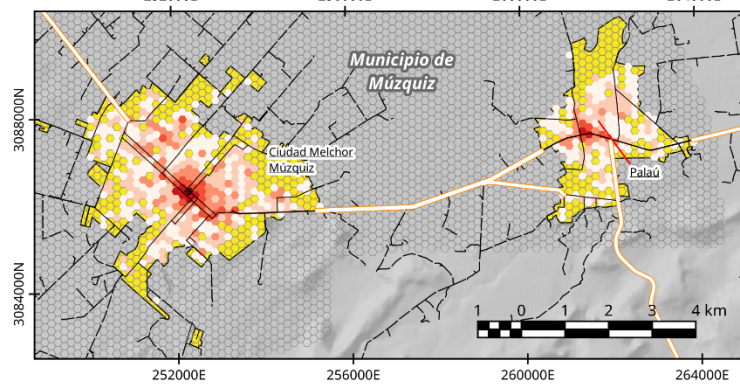 Municipio de
Múzquiz
3088000N
Ciudad Melchor
Múzquiz
Palaú
3084000N
1 0 1 2 3 4 km
252000E 256000E 260000E 264000E